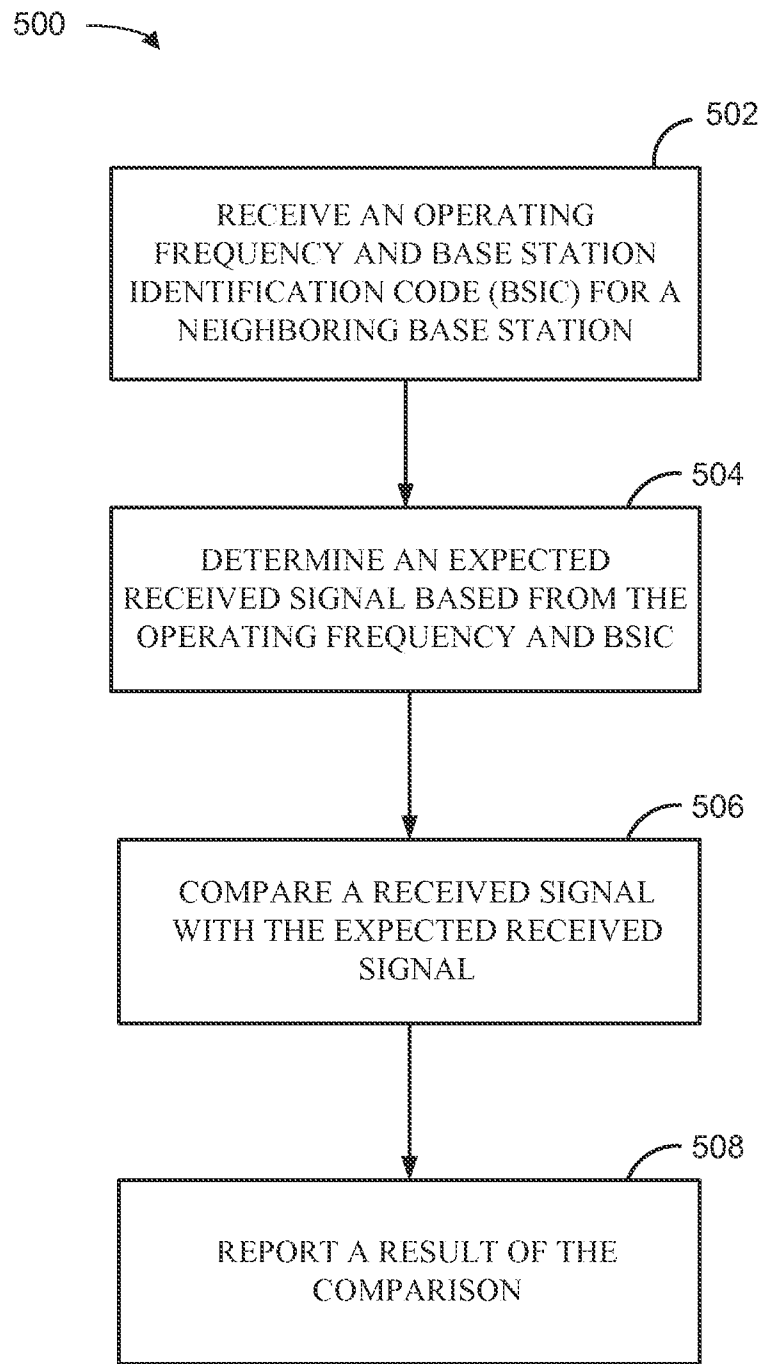 500
502
RECEIVE AN OPERATING
FREQUENCY AND BASE STATION
IDENTIFICATION CODE (BSIC) FOR A
NEIGHBORING BASE STATION
504
DETERMINE AN EXPECTED
RECEIVED SIGNAL BASED FROM THE
OPERATING FREQUENCY AND BSIC
506
COMPARE A RECEIVED SIGNAL
WITH THE EXPECTED RECEIVED
SIGNAL
508
REPORT A RESULT OF THE
COMPARISON